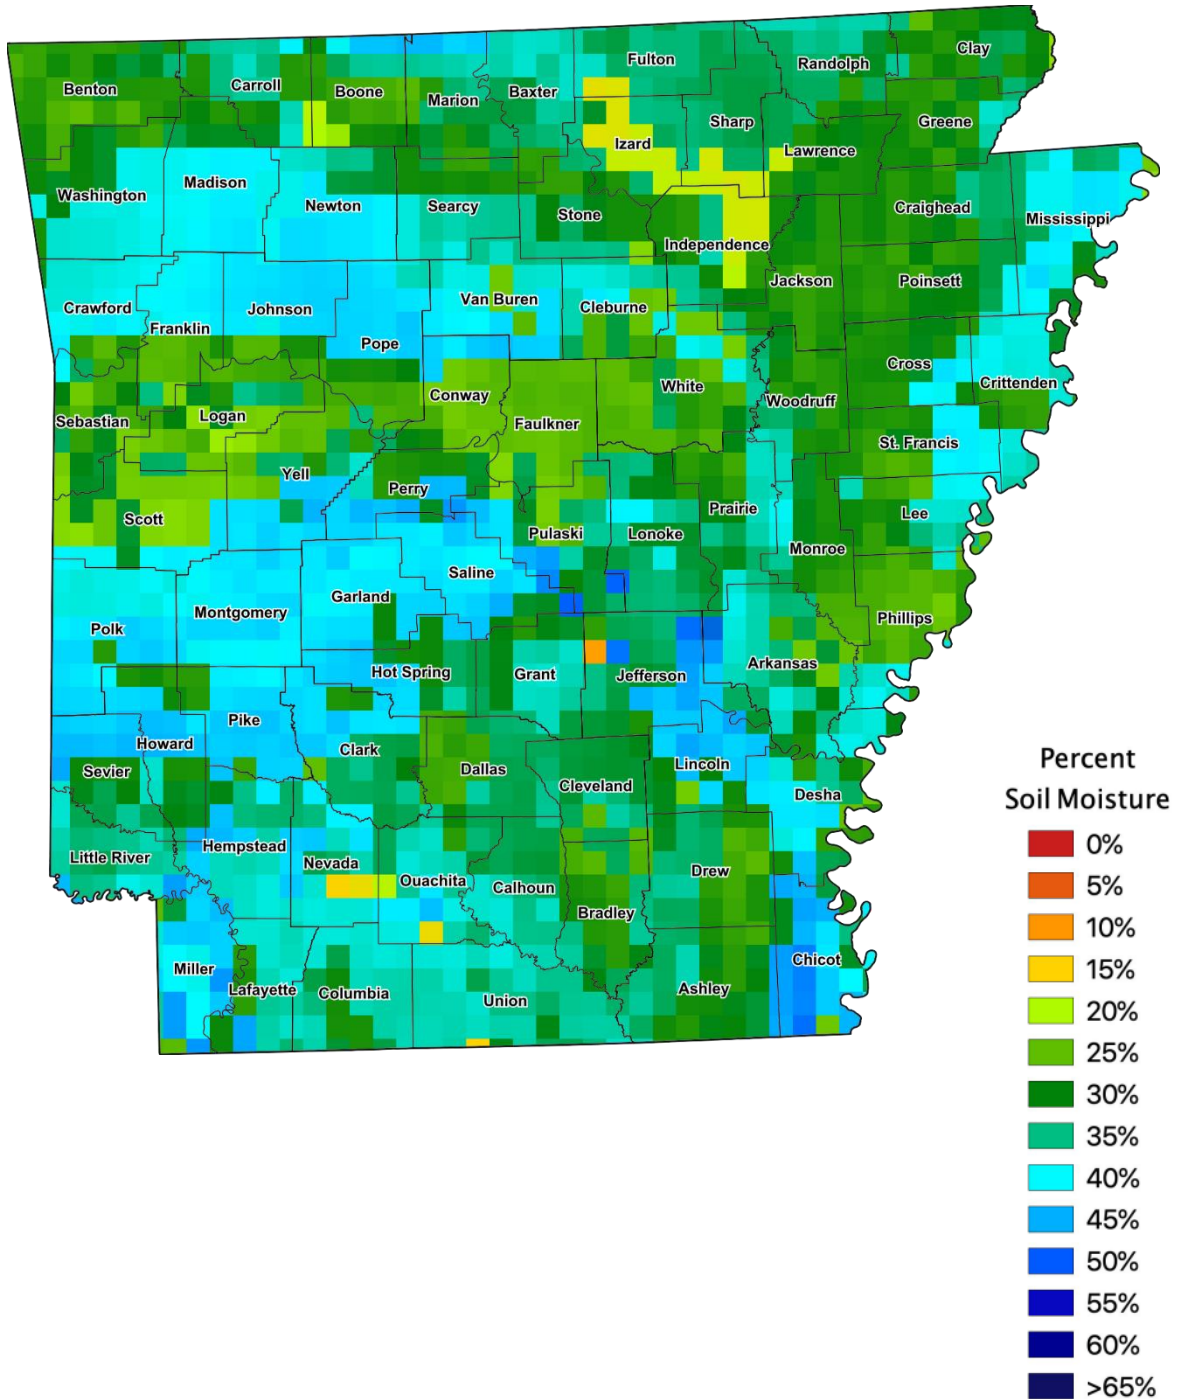 Clay
Fulton
Randolph
Benton
Carroll
Boone
Marion
Baxter
Sharp
Greene
Izard
Lawrence
Washington
Madison
Newton
Searcy
Stone
Craighead
Mississippi
Independence
Crawford
Franklin
Johnson
Van Buren
Cleburne
Jackson
Poinsett
Pope
Cross
Crittenden
Sebastian
Logan
Conway
Faulkner
White
Woodruff
St. Francis
Yell
Perry
Scott
Pulaski
Lonoke
Prairie
Lee
Monroe
Polk
Montgomery
Garland
Saline
Phillips
Hot Spring
Grant
Jefferson
Arkansas
Pike
Howard
Clark
Sevier
Dallas
Cleveland
Lincoln
Desha
Little River
Hempstead
Nevada
Ouachita
Calhoun
Drew
Bradley
Miller
Lafayette
Columbia
Union
Ashley
Chicot
Percent
Soil Moisture
0%
5%
10%
15%
20%
25%
30%
35%
40%
45%
50%
55%
60%
>65%